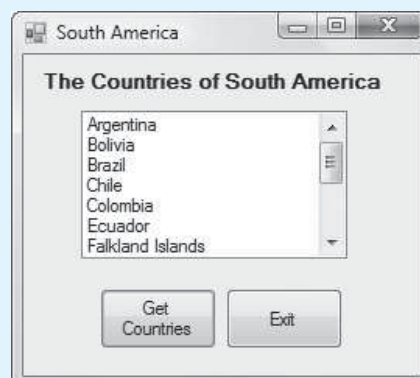 South America
The Countries of South America
Argentina
Bolivia
Brazil
Chile
Colombia
Ecuador
Falkland Islands
Get
Countries
Exit